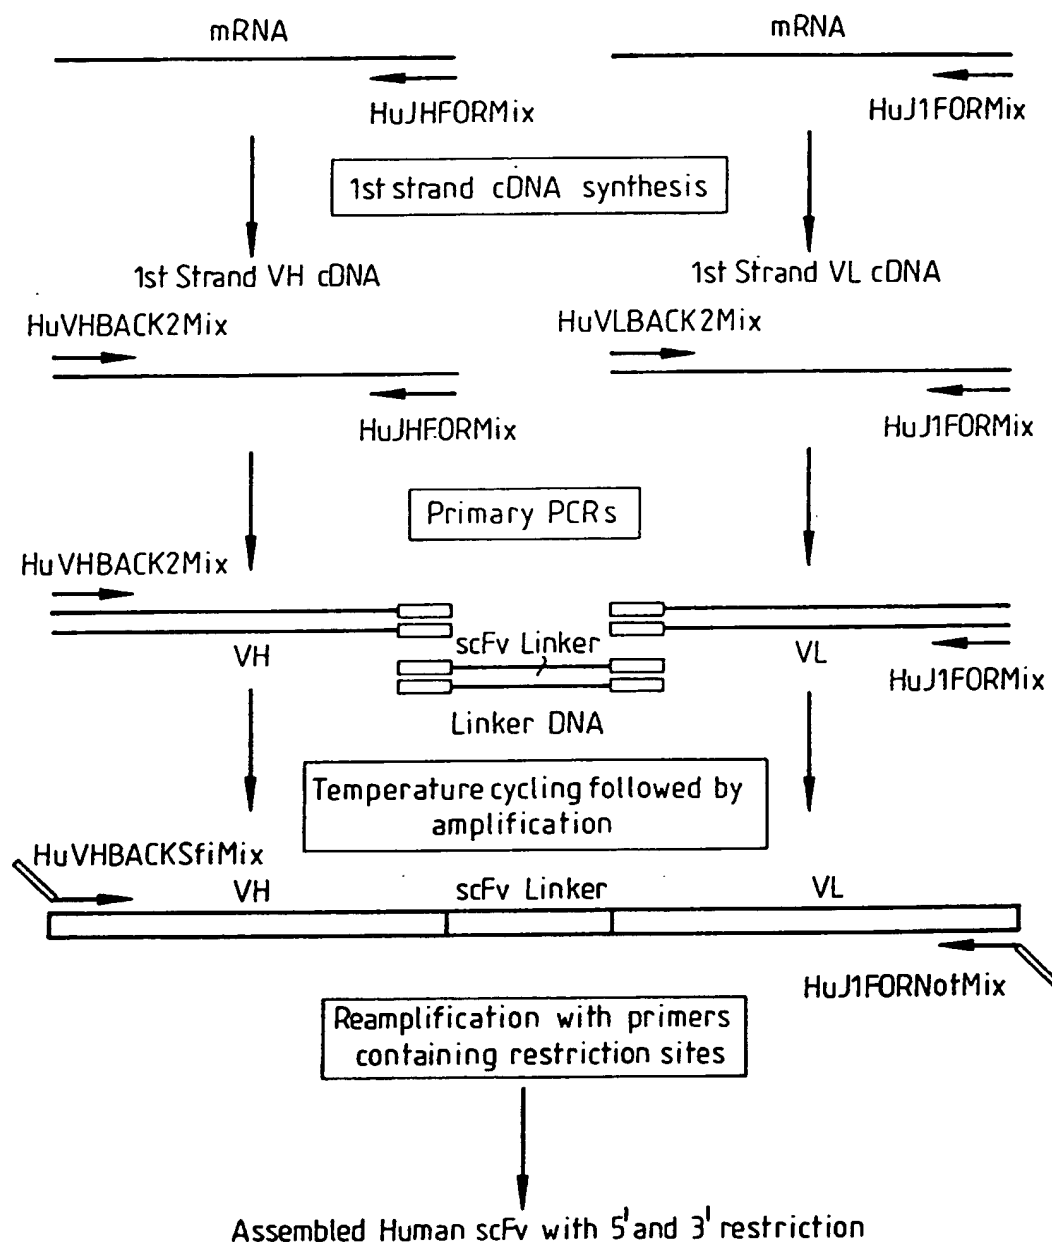 mRNA
mRNA
HuJHFORMix
HuJ1FORMix
1st strand cDNA synthesis
1st Strand VH cDNA
1st Strand VL cDNA
HuVHBACK2Mix
HuVLBACK2Mix
HuJHFORMix
HuJ1FORMix
Primary PCRs
HuVHBACK2Mix
VH
scFv Linker
VL
HuJ1FORMix
Linker DNA
Temperature cycling followed by
amplification
HuVHBACKSfiMix
VH
scFv Linker
VL
HuJ1FORNotMix
Reamplification with primers
containing restriction sites
Assembled Human scFv with 5' and 3' restriction